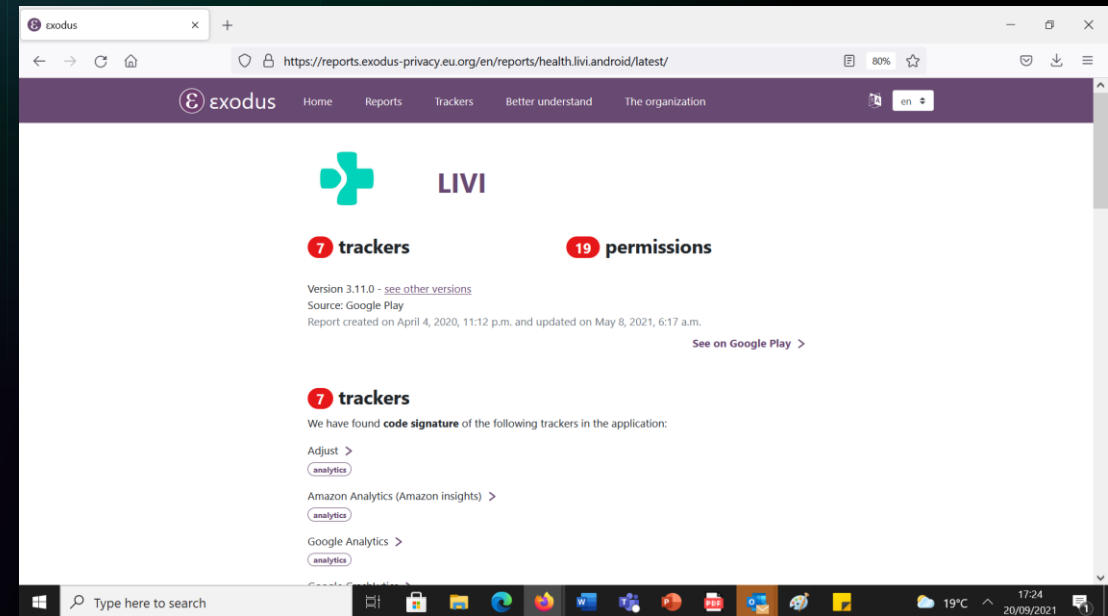 εxodus
https://reports.exodus-privacy.eu.org/en/reports/health.livi.android/latest/
80%
εxodus Home Reports Trackers Better understand The organization en
LIVI
7 trackers 19 permissions
Version 3.11.0 - see other versions
Source: Google Play
Report created on April 4, 2020, 11:12 p.m. and updated on May 8, 2021, 6:17 a.m.
See on Google Play
7 trackers
We have found code signature of the following trackers in the application:
Adjust
analytics
Amazon Analytics (Amazon insights)
analytics
Google Analytics
analytics
Type here to search 19°C 17:24
20/09/2021